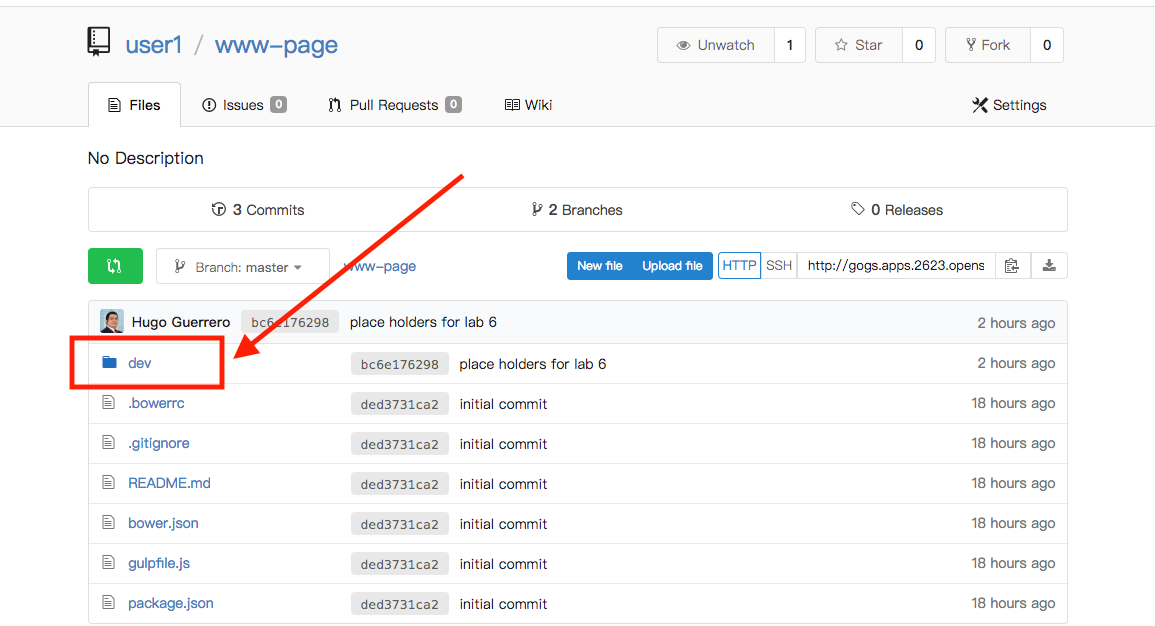 user1 / www-page
Unwatch 1 Star 0 Fork 0
Files Issues 0 Pull Requests 0 Wiki Settings
No Description
3 Commits 2 Branches 0 Releases
Branch: master www-page New file Upload file HTTP SSH http://gogs.apps.2623.opens
Hugo Guerrero bc6e176298 place holders for lab 6 2 hours ago
dev bc6e176298 place holders for lab 6 2 hours ago
.bowerrc ded3731ca2 initial commit 18 hours ago
.gitignore ded3731ca2 initial commit 18 hours ago
README.md ded3731ca2 initial commit 18 hours ago
bower.json ded3731ca2 initial commit 18 hours ago
gulpfile.js ded3731ca2 initial commit 18 hours ago
package.json ded3731ca2 initial commit 18 hours ago